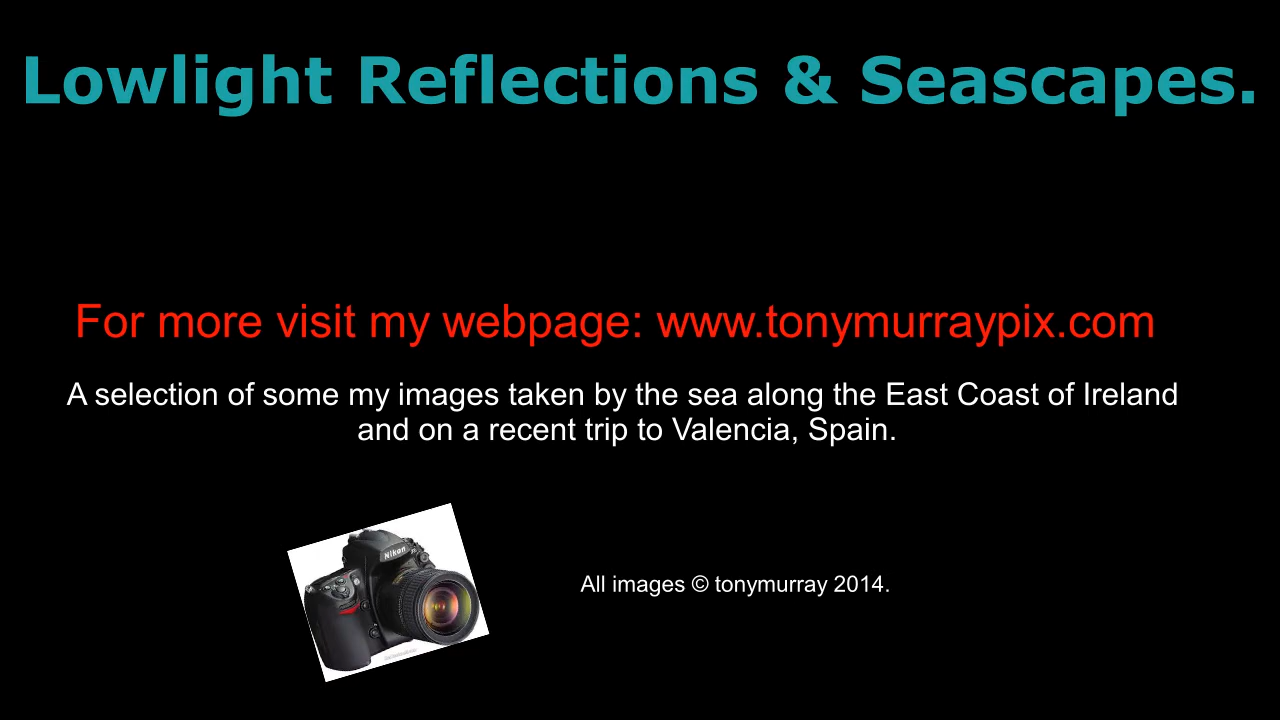 Lowlight Reflections & Seascapes.
For more visit my webpage: www.tonymurraypix.com
A selection of some my images taken by the sea along the East Coast of Ireland
and on a recent trip to Valencia, Spain.
Nikon
All images © tonymurray 2014.